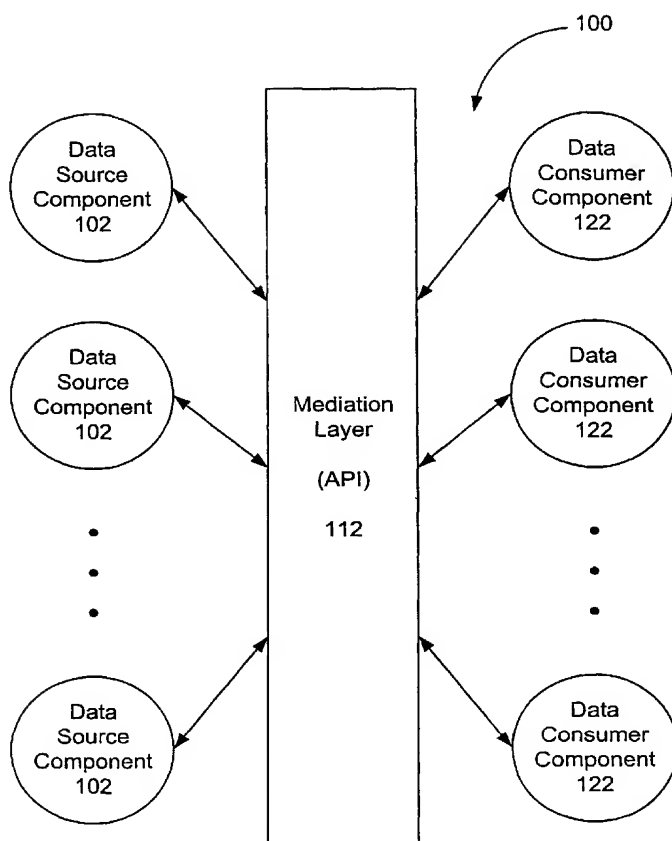 100
Data
Source
Component
102
Data
Consumer
Component
122
Data
Source
Component
102
Mediation
Layer
(API)
112
Data
Consumer
Component
122
Data
Source
Component
102
Data
Consumer
Component
122